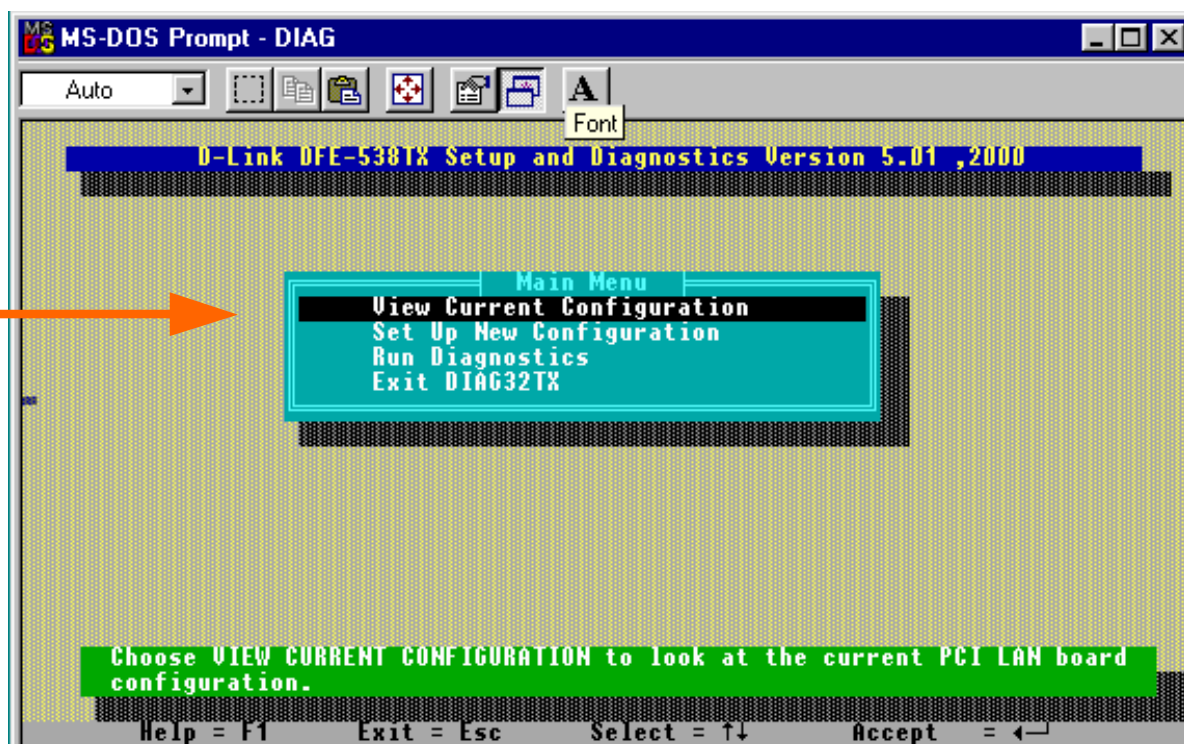 MS-DOS Prompt - DIAG
Auto
A
Font
D-Link DFE-538TX Setup and Diagnostics Version 5.01 ,2000
Main Menu
View Current Configuration
Set Up New Configuration
Run Diagnostics
Exit DIAG32TX
Choose VIEW CURRENT CONFIGURATION to look at the current PCI LAN board
configuration.
Help = F1 Exit = Esc Select = ↑↓ Accept = ◄─┘